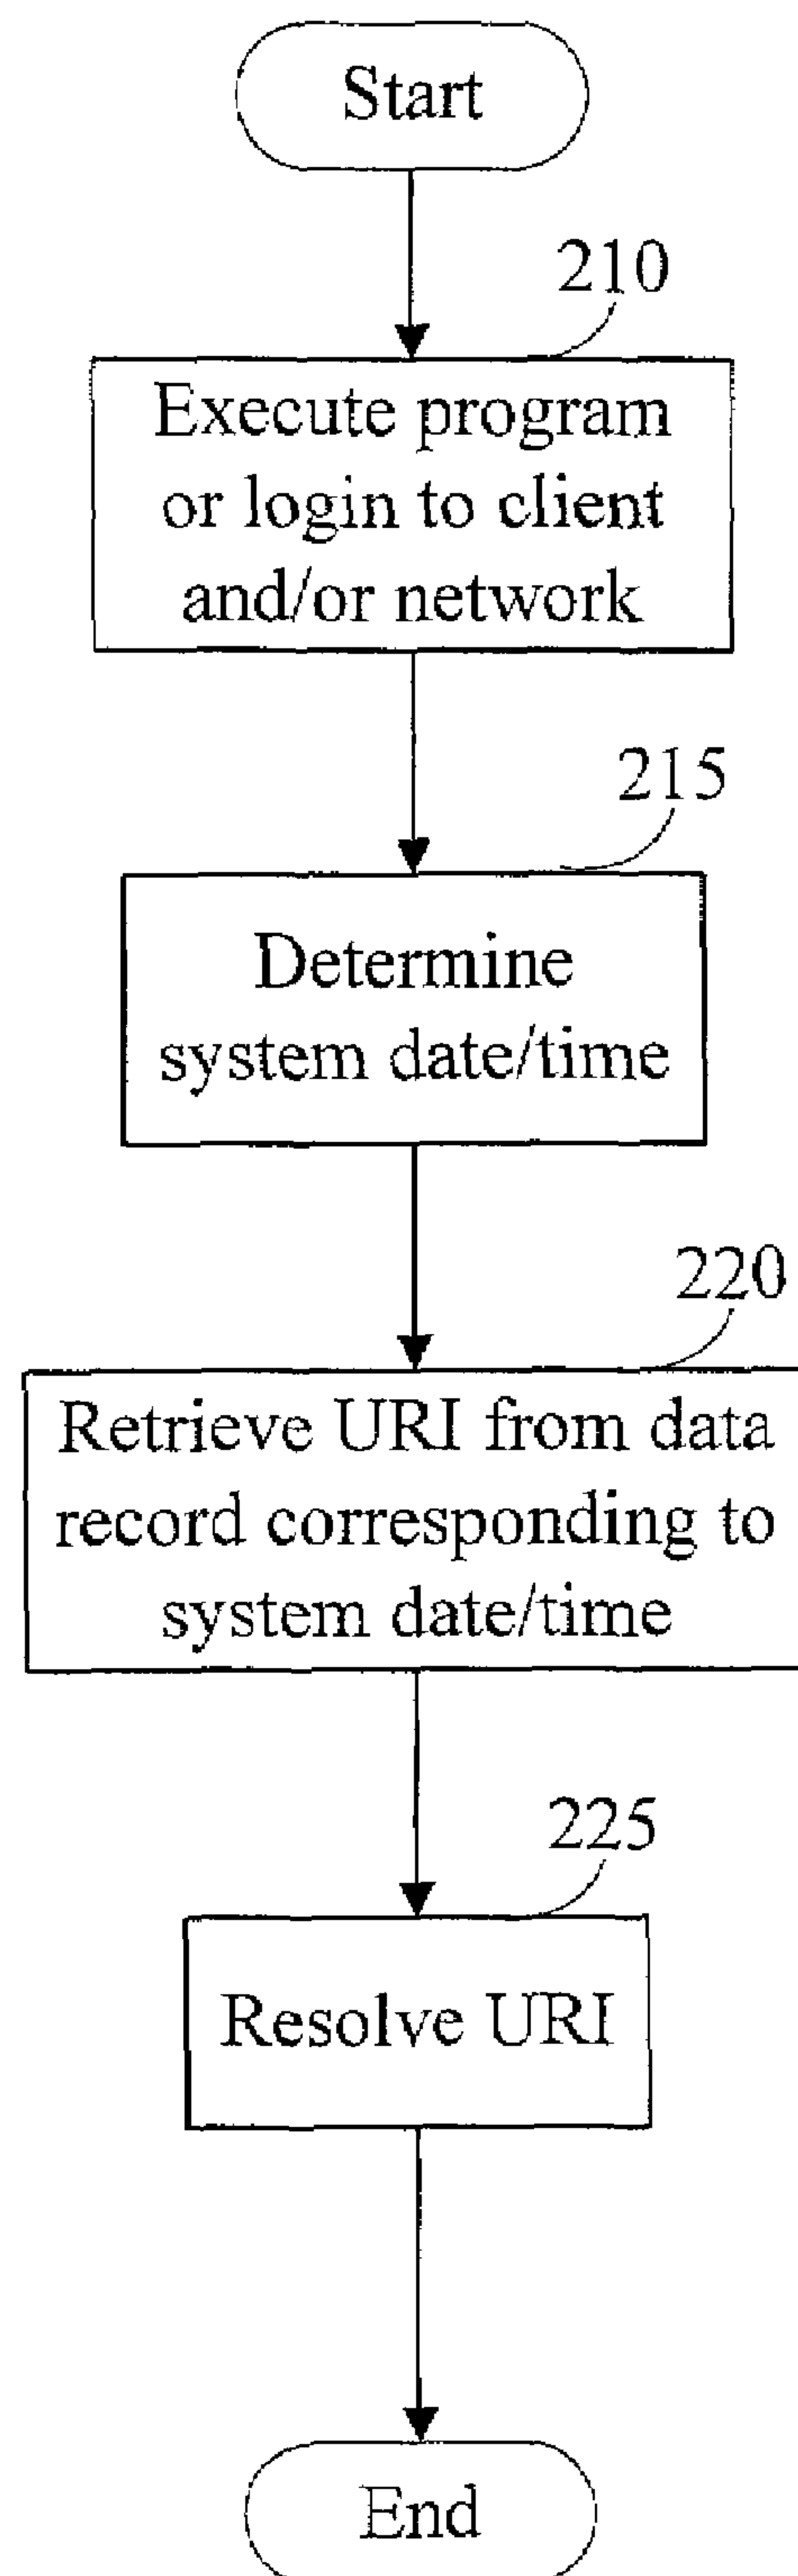 Start
210
Execute program
or login to client
and/or network
215
Determine
system date/time
220
Retrieve URI from data
record corresponding to
system date/time
225
Resolve URI
End